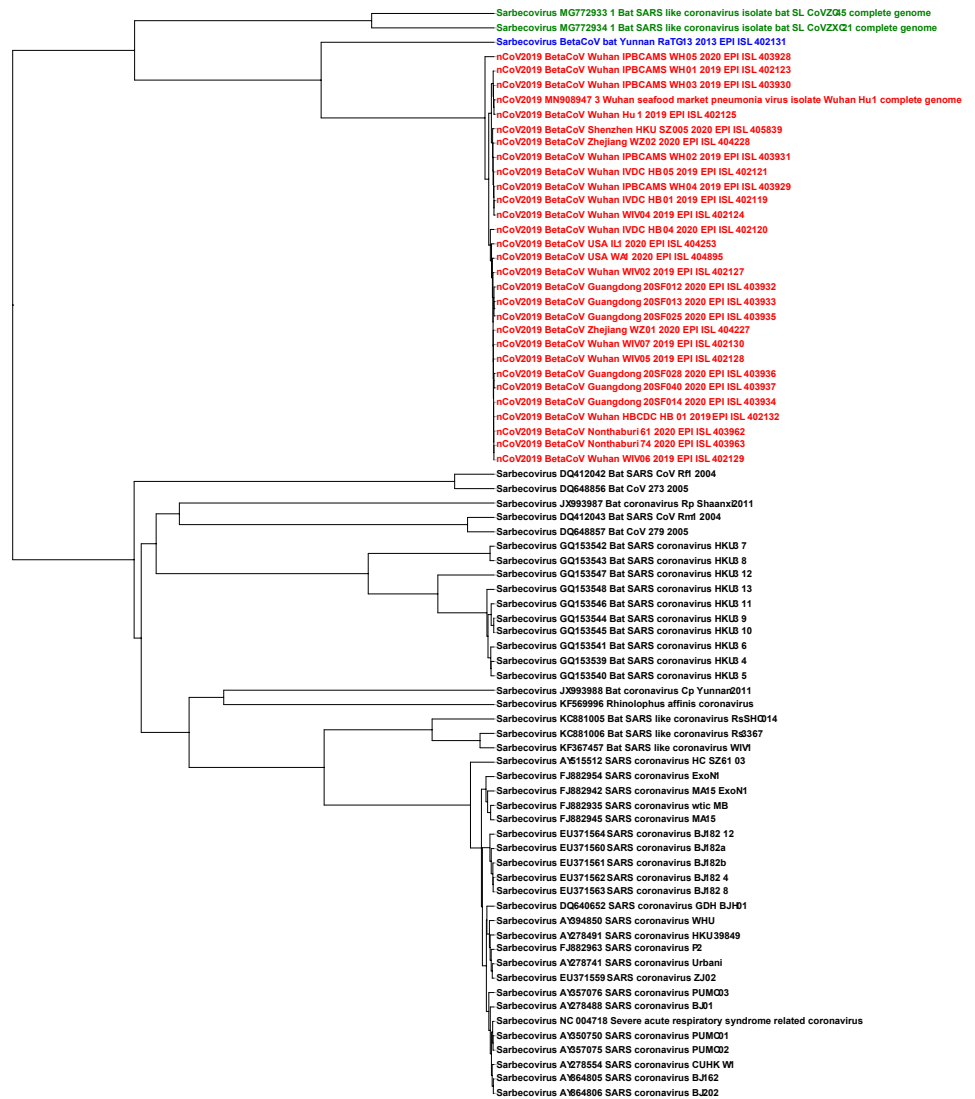 Sarbecovirus MG772933 1 Bat SARS like coronavirus isolate bat SL CoVZC45 complete genome
Sarbecovirus MG772934 1 Bat SARS like coronavirus isolate bat SL CoVZXC21 complete genome
Sarbecovirus BetaCoV bat Yunnan RaTG13 2013 EPI ISL 402131
nCoV2019 BetaCoV Wuhan IPBCAMS WH05 2020 EPI ISL 403928
nCoV2019 BetaCoV Wuhan IPBCAMS WH01 2019 EPI ISL 402123
nCoV2019 BetaCoV Wuhan IPBCAMS WH03 2019 EPI ISL 403930
nCoV2019 MN908947 3 Wuhan seafood market pneumonia virus isolate Wuhan Hu1 complete genome
nCoV2019 BetaCoV Wuhan Hu 1 2019 EPI ISL 402125
nCoV2019 BetaCoV Shenzhen HKU SZ005 2020 EPI ISL 405839
nCoV2019 BetaCoV Zhejiang WZ02 2020 EPI ISL 404228
nCoV2019 BetaCoV Wuhan IPBCAMS WH02 2019 EPI ISL 403931
nCoV2019 BetaCoV Wuhan IVDC HB 05 2019 EPI ISL 402121
nCoV2019 BetaCoV Wuhan IPBCAMS WH04 2019 EPI ISL 403929
nCoV2019 BetaCoV Wuhan IVDC HB 01 2019 EPI ISL 402119
nCoV2019 BetaCoV Wuhan WIV04 2019 EPI ISL 402124
nCoV2019 BetaCoV Wuhan IVDC HB 04 2020 EPI ISL 402120
nCoV2019 BetaCoV USA IL1 2020 EPI ISL 404253
nCoV2019 BetaCoV USA WA1 2020 EPI ISL 404895
nCoV2019 BetaCoV Wuhan WIV02 2019 EPI ISL 402127
nCoV2019 BetaCoV Guangdong 20SF012 2020 EPI ISL 403932
nCoV2019 BetaCoV Guangdong 20SF013 2020 EPI ISL 403933
nCoV2019 BetaCoV Guangdong 20SF025 2020 EPI ISL 403935
nCoV2019 BetaCoV Zhejiang WZ01 2020 EPI ISL 404227
nCoV2019 BetaCoV Wuhan WIV07 2019 EPI ISL 402130
nCoV2019 BetaCoV Wuhan WIV05 2019 EPI ISL 402128
nCoV2019 BetaCoV Guangdong 20SF028 2020 EPI ISL 403936
nCoV2019 BetaCoV Guangdong 20SF040 2020 EPI ISL 403937
nCoV2019 BetaCoV Guangdong 20SF014 2020 EPI ISL 403934
nCoV2019 BetaCoV Wuhan HBCDC HB 01 2019 EPI ISL 402132
nCoV2019 BetaCoV Nonthaburi 61 2020 EPI ISL 403962
nCoV2019 BetaCoV Nonthaburi 74 2020 EPI ISL 403963
nCoV2019 BetaCoV Wuhan WIV06 2019 EPI ISL 402129
Sarbecovirus DQ412042 Bat SARS CoV Rf1 2004
Sarbecovirus DQ648856 Bat CoV 273 2005
Sarbecovirus JX993987 Bat coronavirus Rp Shaanxi2011
Sarbecovirus DQ412043 Bat SARS CoV Rm1 2004
Sarbecovirus DQ648857 Bat CoV 279 2005
Sarbecovirus GQ153542 Bat SARS coronavirus HKU3 7
Sarbecovirus GQ153543 Bat SARS coronavirus HKU3 8
Sarbecovirus GQ153547 Bat SARS coronavirus HKU3 12
Sarbecovirus GQ153548 Bat SARS coronavirus HKU3 13
Sarbecovirus GQ153546 Bat SARS coronavirus HKU3 11
Sarbecovirus GQ153544 Bat SARS coronavirus HKU3 9
Sarbecovirus GQ153545 Bat SARS coronavirus HKU3 10
Sarbecovirus GQ153541 Bat SARS coronavirus HKU3 6
Sarbecovirus GQ153539 Bat SARS coronavirus HKU3 4
Sarbecovirus GQ153540 Bat SARS coronavirus HKU3 5
Sarbecovirus JX993988 Bat coronavirus Cp Yunnan2011
Sarbecovirus KF569996 Rhinolophus affinis coronavirus
Sarbecovirus KC881005 Bat SARS like coronavirus RsSHC014
Sarbecovirus KC881006 Bat SARS like coronavirus Rs3367
Sarbecovirus KF367457 Bat SARS like coronavirus WIV1
Sarbecovirus AY515512 SARS coronavirus HC SZ61 03
Sarbecovirus FJ882954 SARS coronavirus ExoN1
Sarbecovirus FJ882942 SARS coronavirus MA15 ExoN1
Sarbecovirus FJ882935 SARS coronavirus wtic MB
Sarbecovirus FJ882945 SARS coronavirus MA15
Sarbecovirus EU371564 SARS coronavirus BJ182 12
Sarbecovirus EU371560 SARS coronavirus BJ182a
Sarbecovirus EU371561 SARS coronavirus BJ182b
Sarbecovirus EU371562 SARS coronavirus BJ182 4
Sarbecovirus EU371563 SARS coronavirus BJ182 8
Sarbecovirus DQ640652 SARS coronavirus GDH BJH01
Sarbecovirus AY394850 SARS coronavirus WHU
Sarbecovirus AY278491 SARS coronavirus HKU39849
Sarbecovirus FJ882963 SARS coronavirus P2
Sarbecovirus AY278741 SARS coronavirus Urbani
Sarbecovirus EU371559 SARS coronavirus ZJ02
Sarbecovirus AY357076 SARS coronavirus PUMC03
Sarbecovirus AY278488 SARS coronavirus BJ01
Sarbecovirus NC 004718 Severe acute respiratory syndrome related coronavirus
Sarbecovirus AY350750 SARS coronavirus PUMC01
Sarbecovirus AY357075 SARS coronavirus PUMC02
Sarbecovirus AY278554 SARS coronavirus CUHK W1
Sarbecovirus AY864805 SARS coronavirus BJ162
Sarbecovirus AY864806 SARS coronavirus BJ202